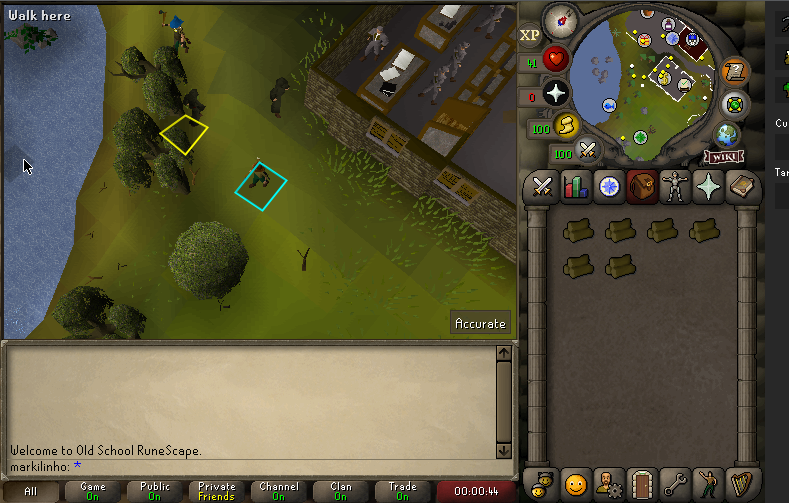 Walk here
XP
41
0
100
100
WIKI
Cu
Tar
Accurate
Welcome to Old School RuneScape.
markilinho: *
All
Game
On
Public
On
Private
Friends
Channel
On
Clan
On
Trade
On
00:00:44